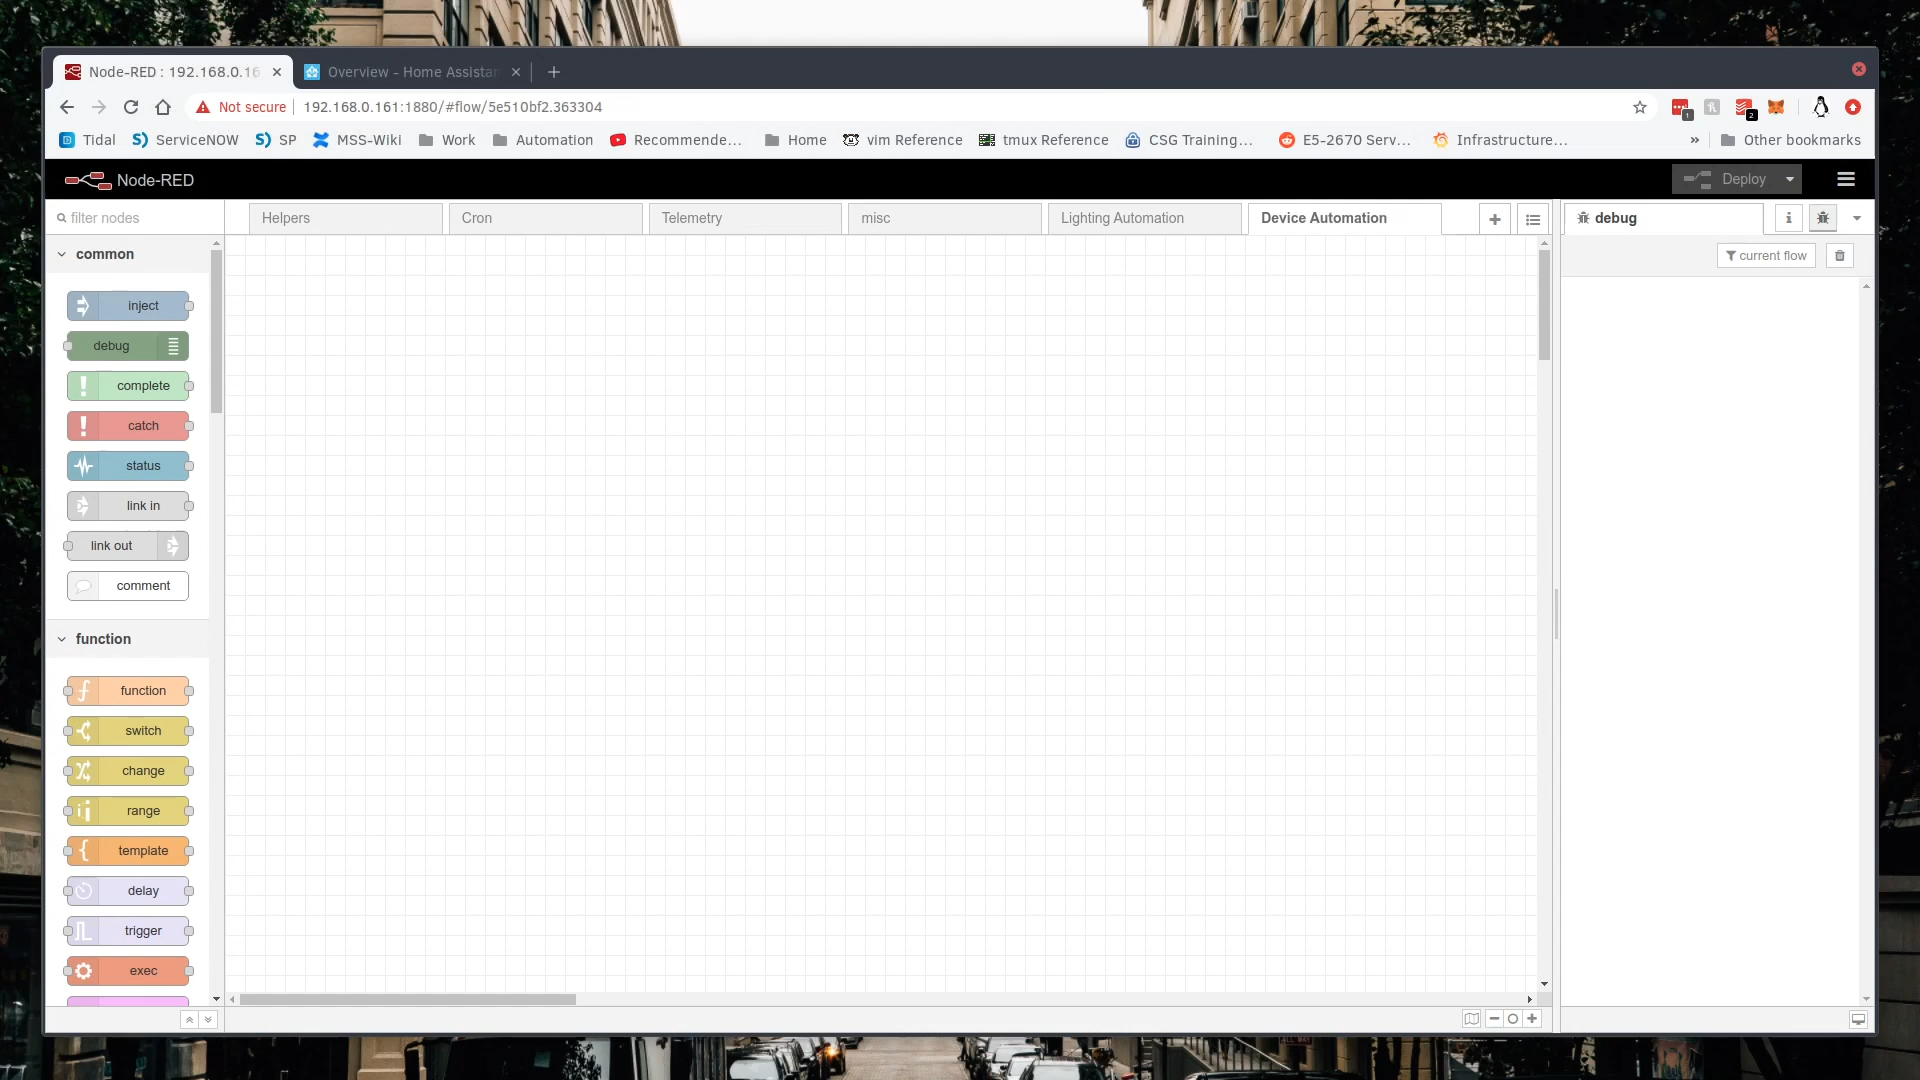 Node-RED : 192.168.0.16
Overview - Home Assistan
Not secure
192.168.0.161:1880/#flow/5e510bf2.363304
1
2
Tidal
ServiceNOW
SP
MSS-Wiki
Work
Automation
Recommende...
Home
vim Reference
tmux Reference
CSG Training...
E5-2670 Serv...
Infrastructure...
»
Other bookmarks
Node-RED
Deploy
filter nodes
Helpers
Cron
Telemetry
misc
Lighting Automation
Device Automation
debug
common
current flow
inject
debug
complete
catch
status
link in
link out
comment
function
function
switch
change
range
template
delay
trigger
exec